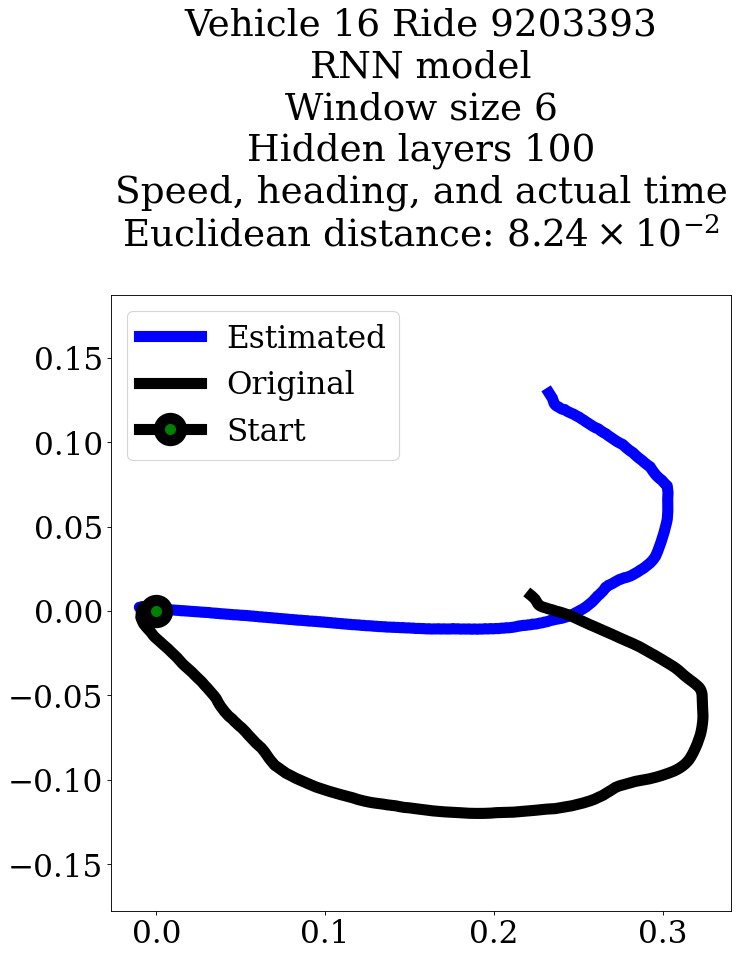 Vehicle 16 Ride 9203393
RNN model
Window size 6
Hidden layers 100
Speed, heading, and actual time
Euclidean distance: 8.24 × 10⁻²
Estimated
Original
Start
0.15
0.10
0.05
0.00
−0.05
−0.10
−0.15
0.0 0.1 0.2 0.3